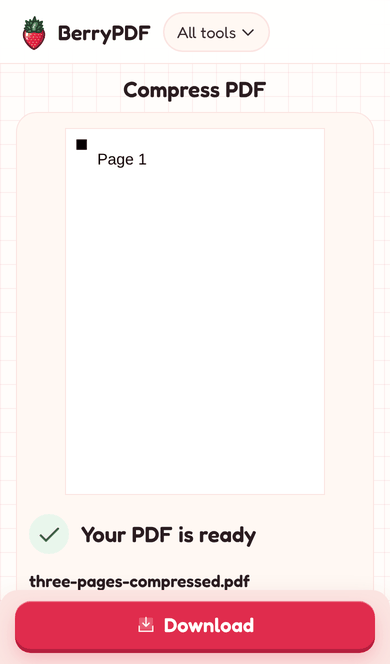 BerryPDF
All tools
Compress PDF
Page 1
Your PDF is ready
three-pages-compressed.pdf
Download